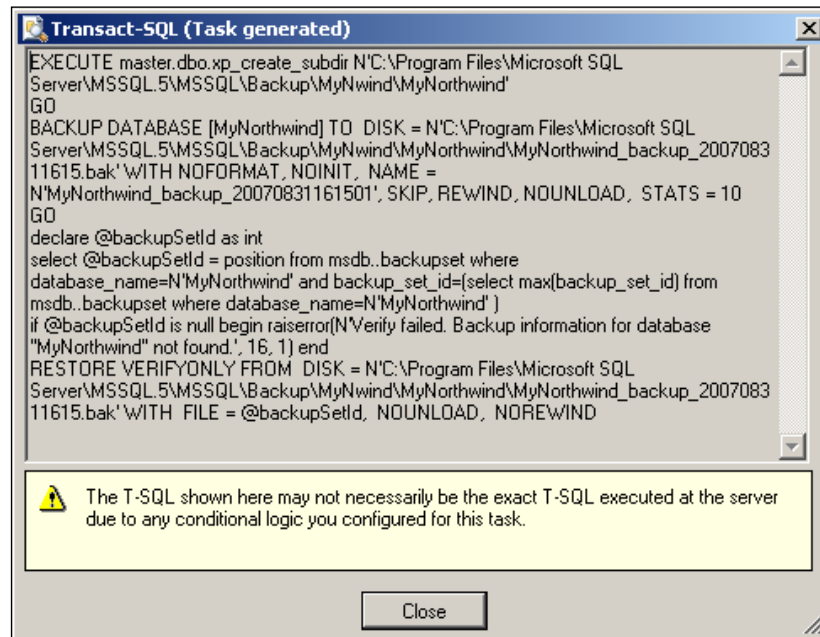 Transact-SQL (Task generated)
EXECUTE master.dbo.xp_create_subdir N'C:\Program Files\Microsoft SQL
Server\MSSQL.5\MSSQL\Backup\MyNwind\MyNorthwind'
GO
BACKUP DATABASE [MyNorthwind] TO  DISK = N'C:\Program Files\Microsoft SQL
Server\MSSQL.5\MSSQL\Backup\MyNwind\MyNorthwind\MyNorthwind_backup_2007083
11615.bak' WITH NOFORMAT, NOINIT,  NAME =
N'MyNorthwind_backup_20070831161501', SKIP, REWIND, NOUNLOAD,  STATS = 10
GO
declare @backupSetId as int
select @backupSetId = position from msdb..backupset where
database_name=N'MyNorthwind' and backup_set_id=(select max(backup_set_id) from
msdb..backupset where database_name=N'MyNorthwind' )
if @backupSetId is null begin raiserror(N'Verify failed. Backup information for database
"MyNorthwind" not found.', 16, 1) end
RESTORE VERIFYONLY FROM  DISK = N'C:\Program Files\Microsoft SQL
Server\MSSQL.5\MSSQL\Backup\MyNwind\MyNorthwind\MyNorthwind_backup_2007083
11615.bak' WITH  FILE = @backupSetId,  NOUNLOAD,  NOREWIND
The T-SQL shown here may not necessarily be the exact T-SQL executed at the server
due to any conditional logic you configured for this task.
Close